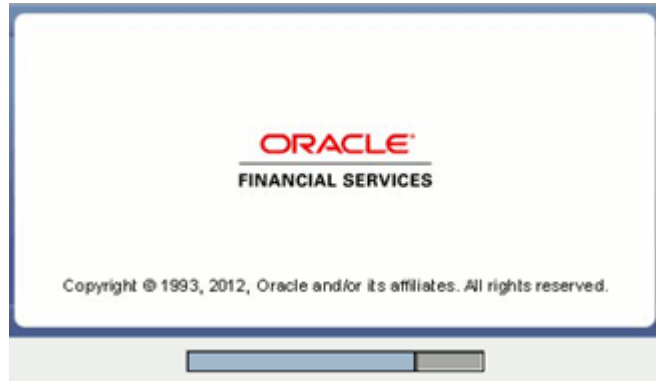 ORACLE
FINANCIAL SERVICES
Copyright © 1993, 2012, Oracle and/or its affiliates. All rights reserved.